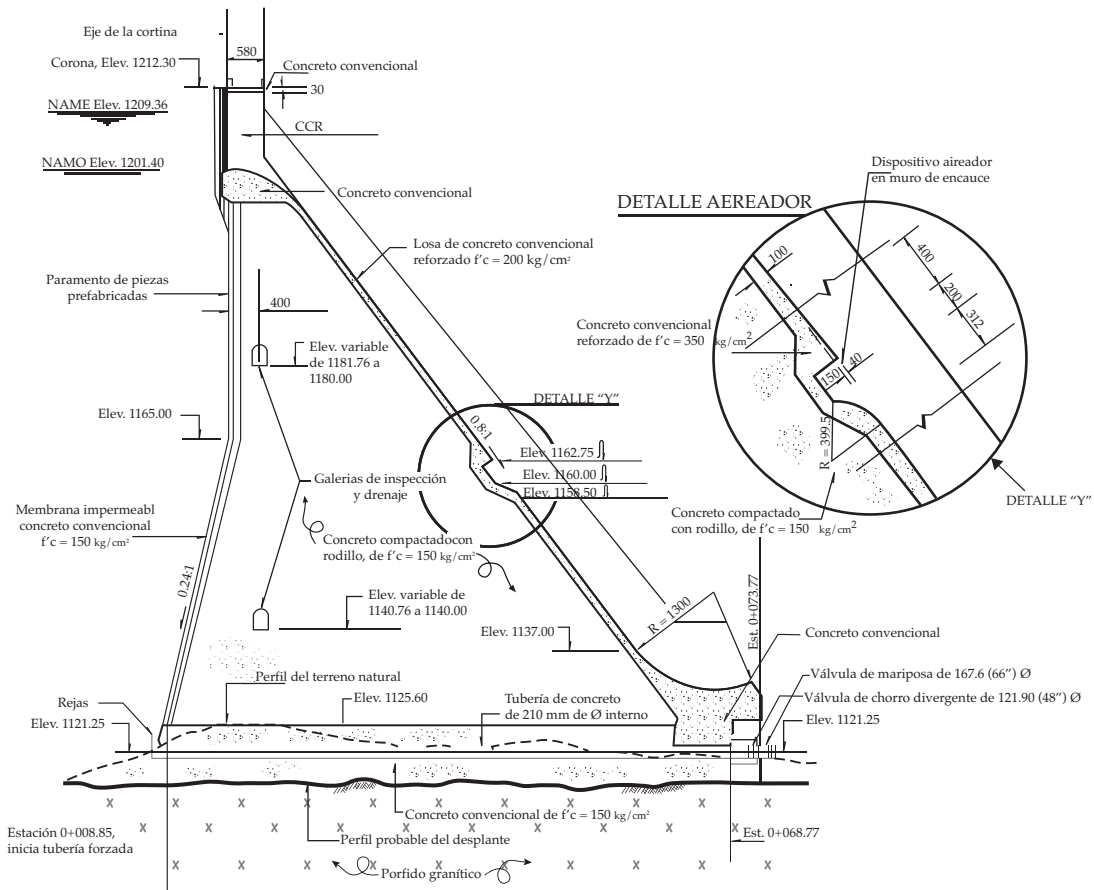 Eje de la cortina
580
Corona, Elev. 1212.30
Concreto convencional
30
NAME Elev. 1209.36
CCR
NAMO Elev. 1201.40
Concreto convencional
Dispositivo aireador
en muro de encauce
DETALLE AEREADOR
100
400
200
312
Losa de concreto convencional
reforzado f'c = 200 kg/cm²
Paramento de piezas
prefabricadas
400
Concreto convencional
reforzado de f'c = 350 kg/cm²
150
40
R = 399.5
Elev. variable
de 1181.76 a
1180.00
DETALLE "Y"
Elev. 1165.00
0.8:1
Elev. 1162.75
Elev. 1160.00
Elev. 1158.50
Galerias de inspección
y drenaje
DETALLE "Y"
Membrana impermeabl
concreto convencional
f'c = 150 kg/cm²
Concreto compactado
con rodillo, de f'c = 150 kg/cm²
Concreto compactadocon
rodillo, de f'c = 150 kg/cm²
0.24:1
Elev. variable de
1140.76 a 1140.00
R = 1300
Est. 0+073.77
Elev. 1137.00
Concreto convencional
Perfil del terreno natural
Válvula de mariposa de 167.6 (66") Ø
Rejas
Elev. 1125.60
Tubería de concreto
de 210 mm de Ø interno
Válvula de chorro divergente de 121.90 (48") Ø
Elev. 1121.25
Elev. 1121.25
Concreto convencional de f'c = 150 kg/cm²
Estación 0+008.85,
inicia tubería forzada
Perfil probable del desplante
Est. 0+068.77
Porfido granítico